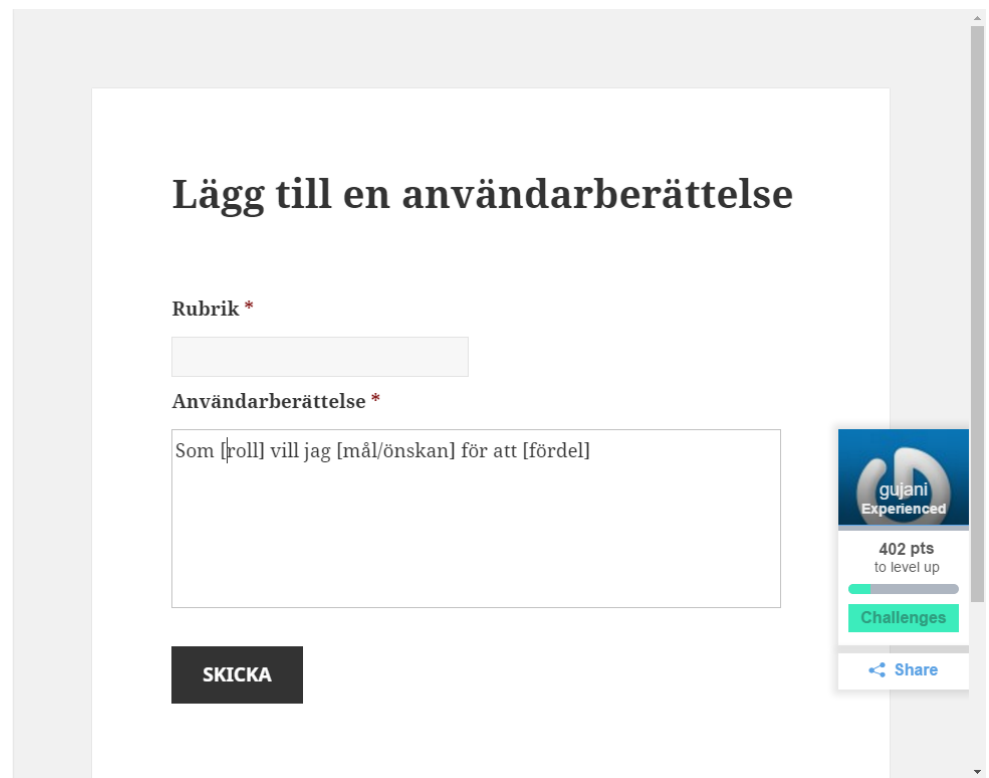 Lägg till en användarberättelse
Rubrik *
Användarberättelse *
Som [roll] vill jag [mål/önskan] för att [fördel]
SKICKA
gujani
Experienced
402 pts
to level up
Challenges
Share